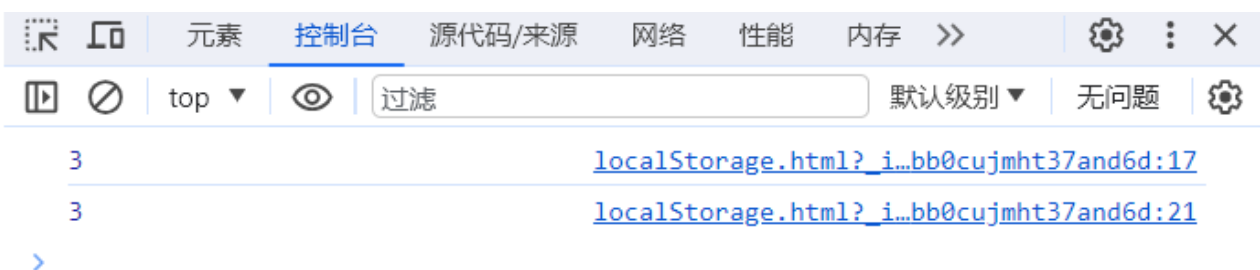 元素 控制台 源代码/来源 网络 性能 内存
top 过滤 默认级别 无问题
3 localStorage.html?_i…bb0cujmht37and6d:17
3 localStorage.html?_i…bb0cujmht37and6d:21